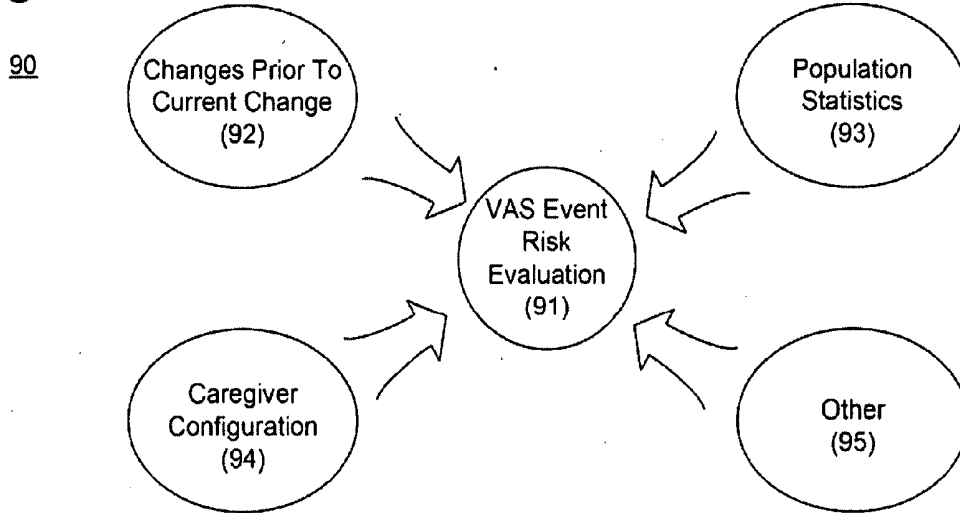 90
Changes Prior To
Current Change
(92)
Population
Statistics
(93)
VAS Event
Risk
Evaluation
(91)
Caregiver
Configuration
(94)
Other
(95)